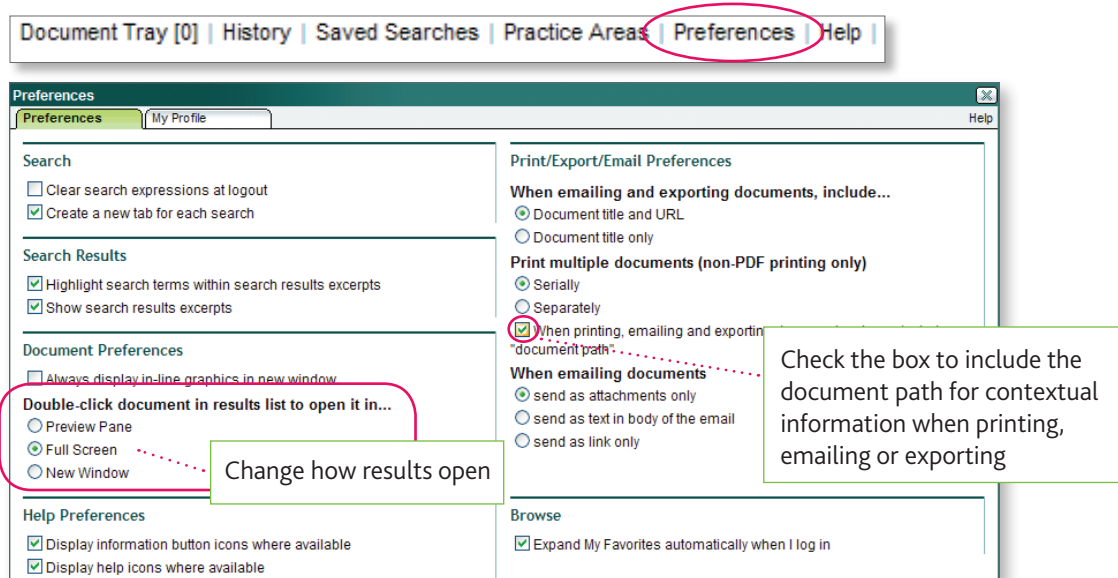 Document Tray [0] | History | Saved Searches | Practice Areas | Preferences | Help |
Preferences
Preferences
My Profile
Help
Search
Clear search expressions at logout
Create a new tab for each search
Search Results
Highlight search terms within search results excerpts
Show search results excerpts
Document Preferences
Always display in-line graphics in new window
Double-click document in results list to open it in...
Preview Pane
Full Screen
New Window
Change how results open
Help Preferences
Display information button icons where available
Display help icons where available
Print/Export/Email Preferences
When emailing and exporting documents, include...
Document title and URL
Document title only
Print multiple documents (non-PDF printing only)
Serially
Separately
When printing, emailing and exporting
"document path"
When emailing documents
send as attachments only
send as text in body of the email
send as link only
Check the box to include the
document path for contextual
information when printing,
emailing or exporting
Browse
Expand My Favorites automatically when I log in